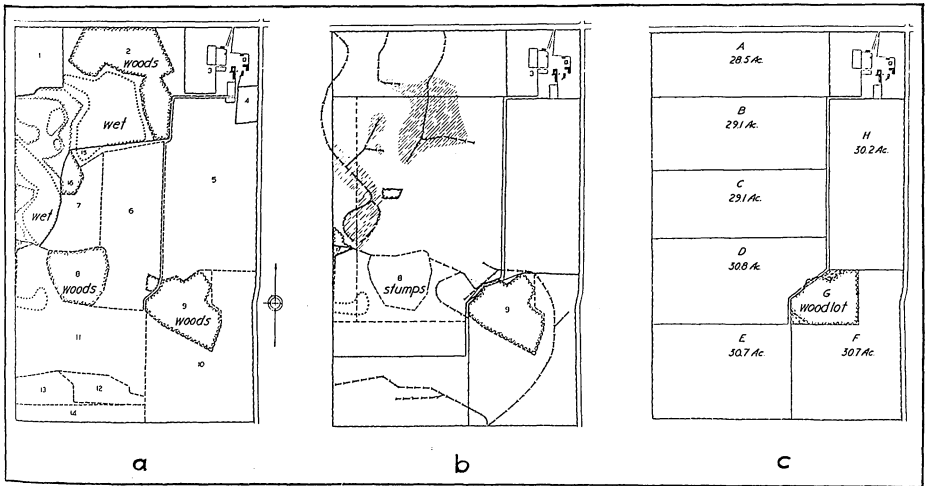 1
2
woods
3
4
wet
15
5
16
7
6
wet
8
woods
9
woods
11
10
13
12
14
a
3
8
stumps
9
b
A
28.5 Ac.
B
29.1 Ac.
H
30.2 Ac.
C
29.1 Ac.
D
30.8 Ac.
G
woodlot
E
30.7 Ac.
F
30.7 Ac.
c